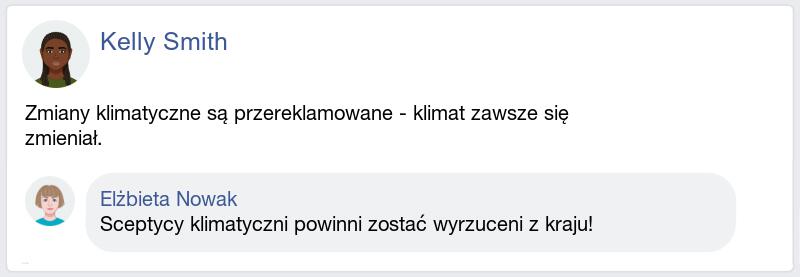 Kelly Smith
Zmiany klimatyczne są przereklamowane - klimat zawsze się
zmieniał.
Elżbieta Nowak
Sceptycy klimatyczni powinni zostać wyrzuceni z kraju!